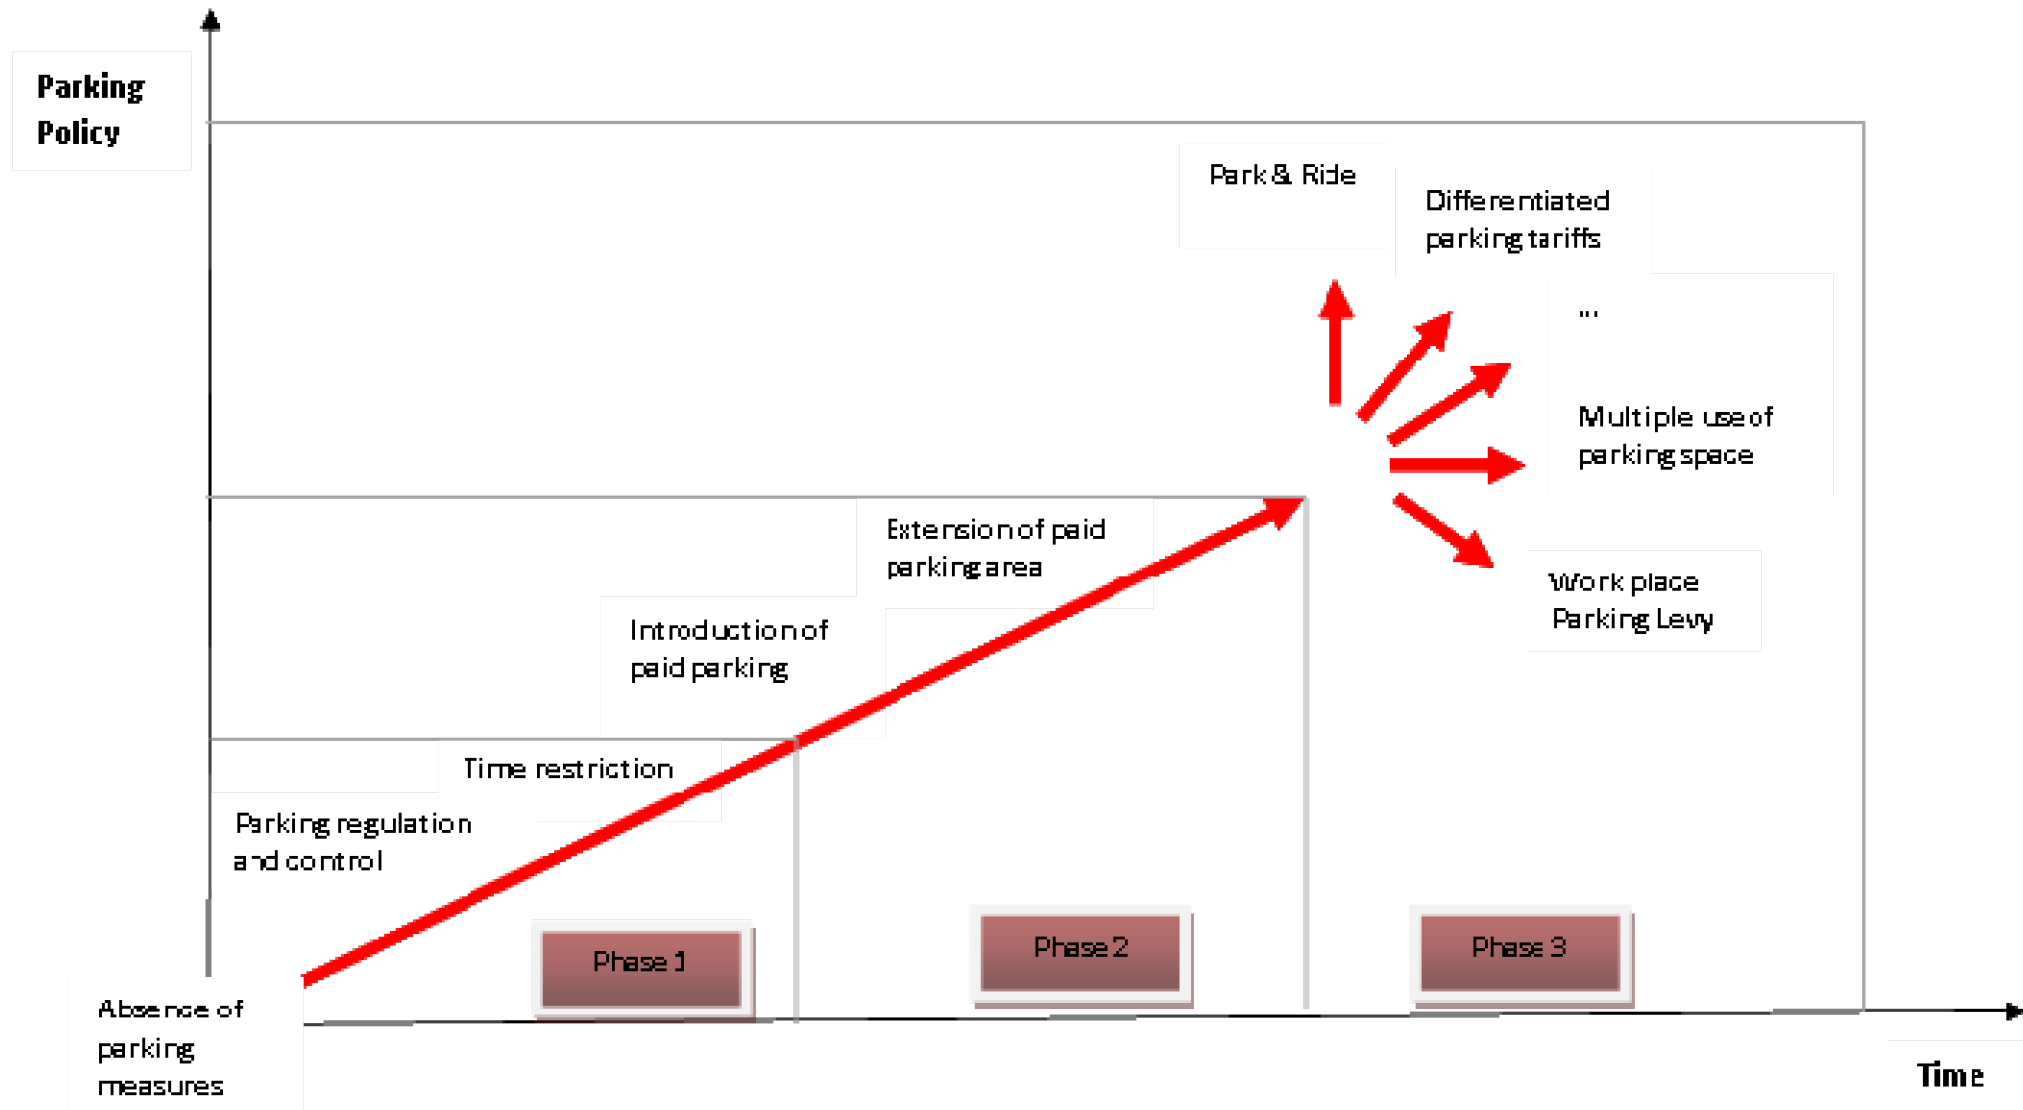 Parking
Policy
Park & Ride
Differentiated
parking tariffs
...
Multiple use of
parking space
Extension of paid
parking area
Work place
Parking Levy
Introduction of
paid parking
Time restriction
Parking regulation
and control
Phase 1
Phase 2
Phase 3
Absence of
parking
measures
Time